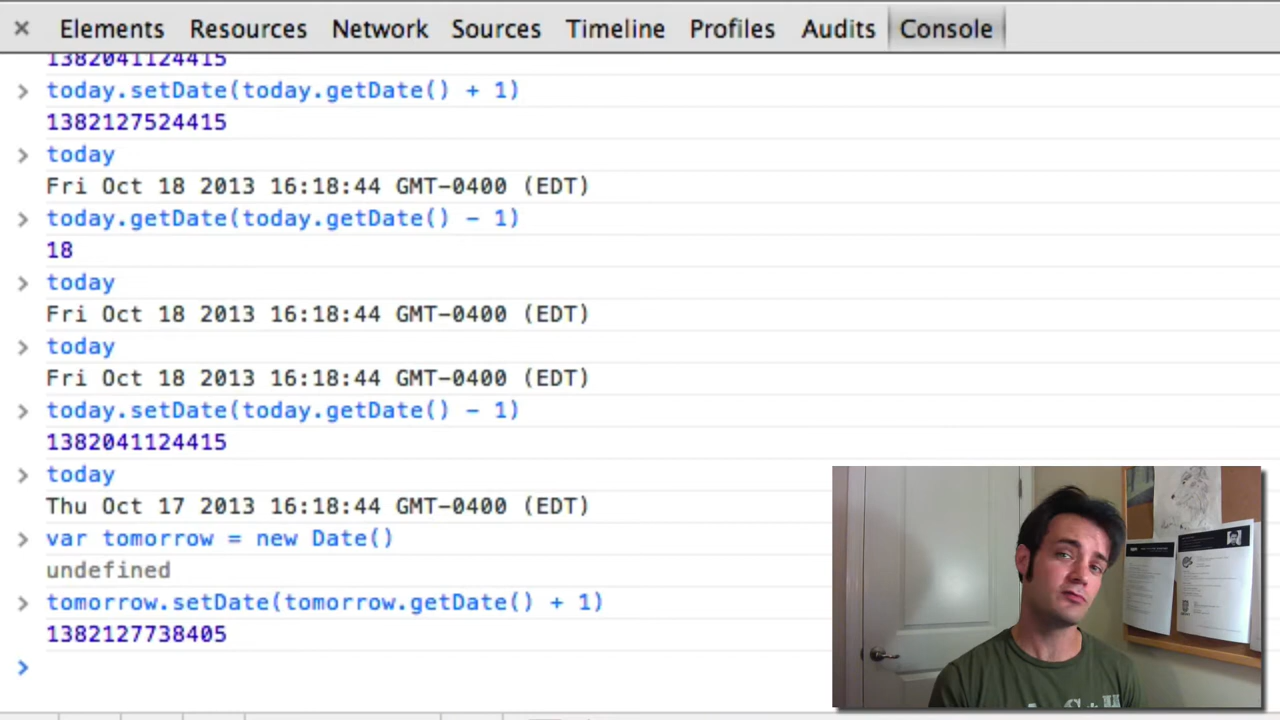 × Elements Resources Network Sources Timeline Profiles Audits Console
1382041124415
> today.setDate(today.getDate() + 1)
1382127524415
> today
Fri Oct 18 2013 16:18:44 GMT-0400 (EDT)
> today.getDate(today.getDate() - 1)
18
> today
Fri Oct 18 2013 16:18:44 GMT-0400 (EDT)
> today
Fri Oct 18 2013 16:18:44 GMT-0400 (EDT)
> today.setDate(today.getDate() - 1)
1382041124415
> today
Thu Oct 17 2013 16:18:44 GMT-0400 (EDT)
> var tomorrow = new Date()
undefined
> tomorrow.setDate(tomorrow.getDate() + 1)
1382127738405
>